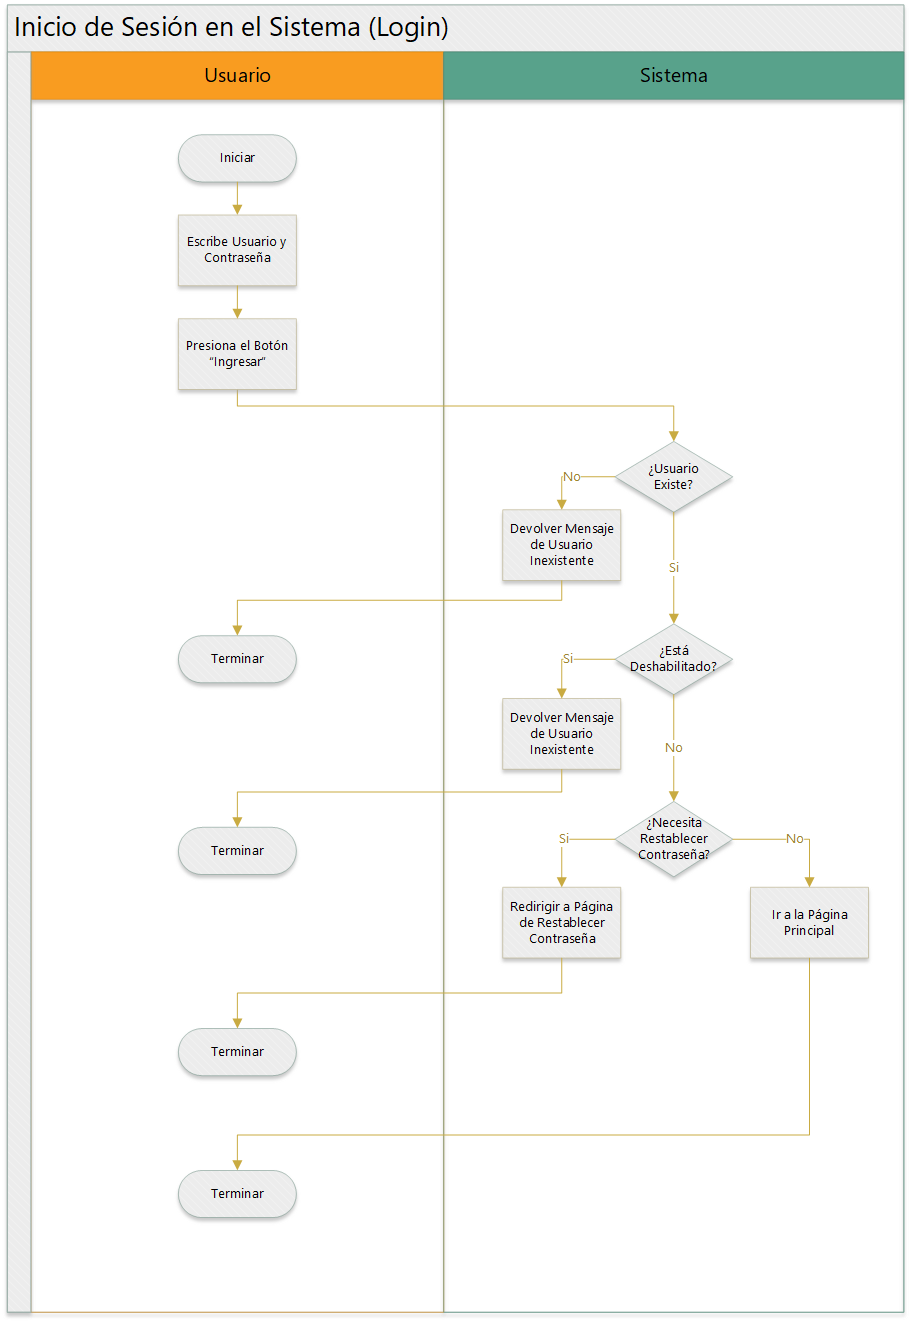 Inicio de Sesión en el Sistema (Login)
Usuario
Sistema
Iniciar
Escribe Usuario y
Contraseña
Presiona el Botón
“Ingresar”
¿Usuario
Existe?
No
Devolver Mensaje
de Usuario
Inexistente
Si
Terminar
¿Está
Deshabilitado?
Si
Devolver Mensaje
de Usuario
Inexistente
No
Terminar
¿Necesita
Restablecer
Contraseña?
Si
No
Redirigir a Página
de Restablecer
Contraseña
Ir a la Página
Principal
Terminar
Terminar